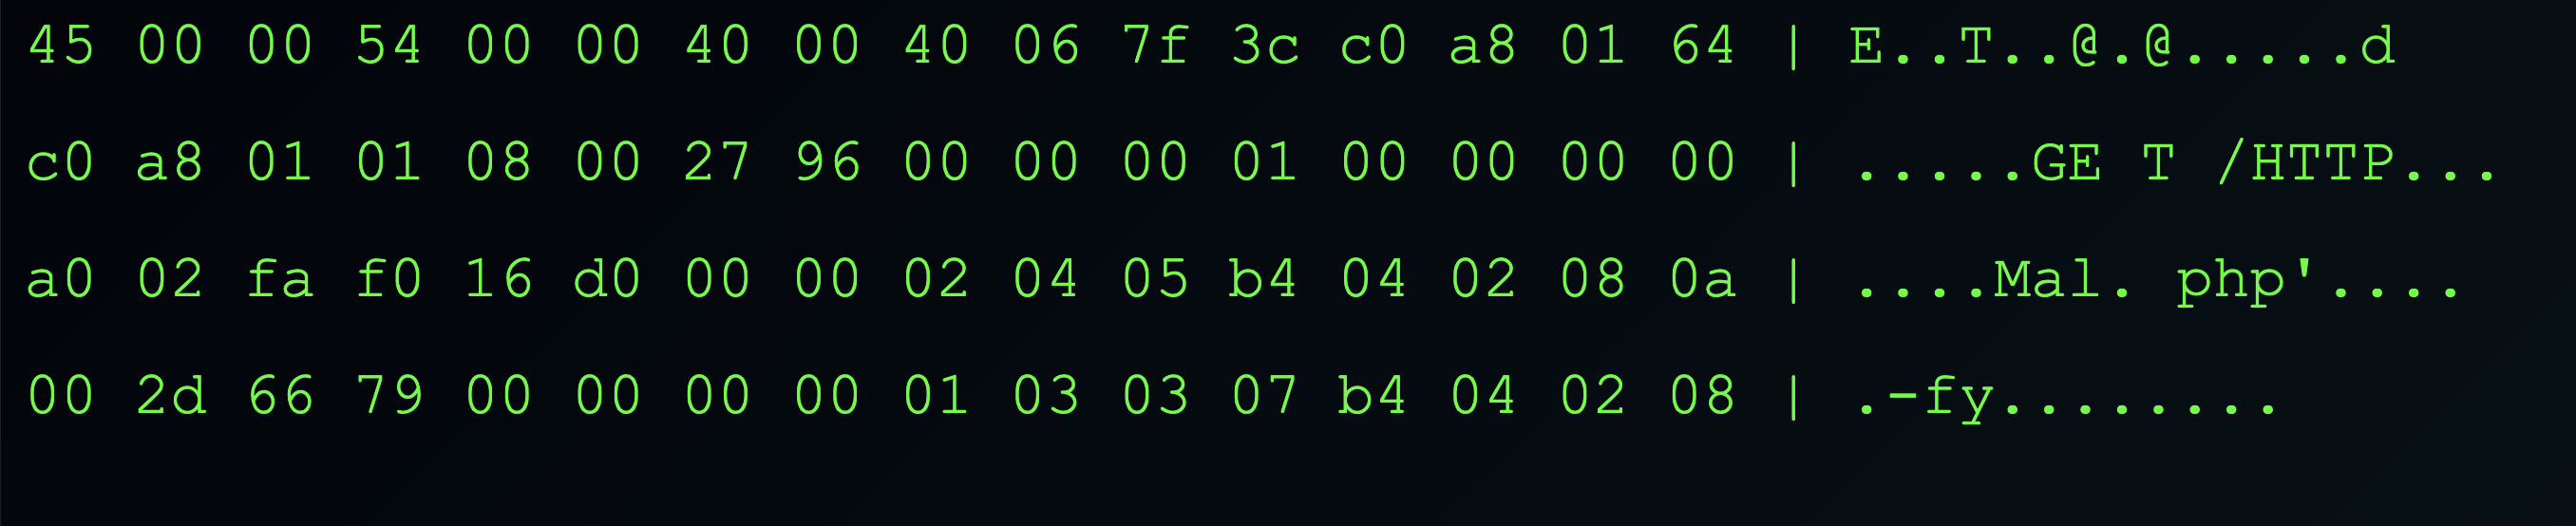 45 00 00 54 00 00 40 00 40 06 7f 3c c0 a8 01 64 | E..T..@.@.....d
c0 a8 01 01 08 00 27 96 00 00 00 01 00 00 00 00 | .....GE T /HTTP...
a0 02 fa f0 16 d0 00 00 02 04 05 b4 04 02 08 0a | ....Mal. php'....
00 2d 66 79 00 00 00 00 01 03 03 07 b4 04 02 08 | .-fy........